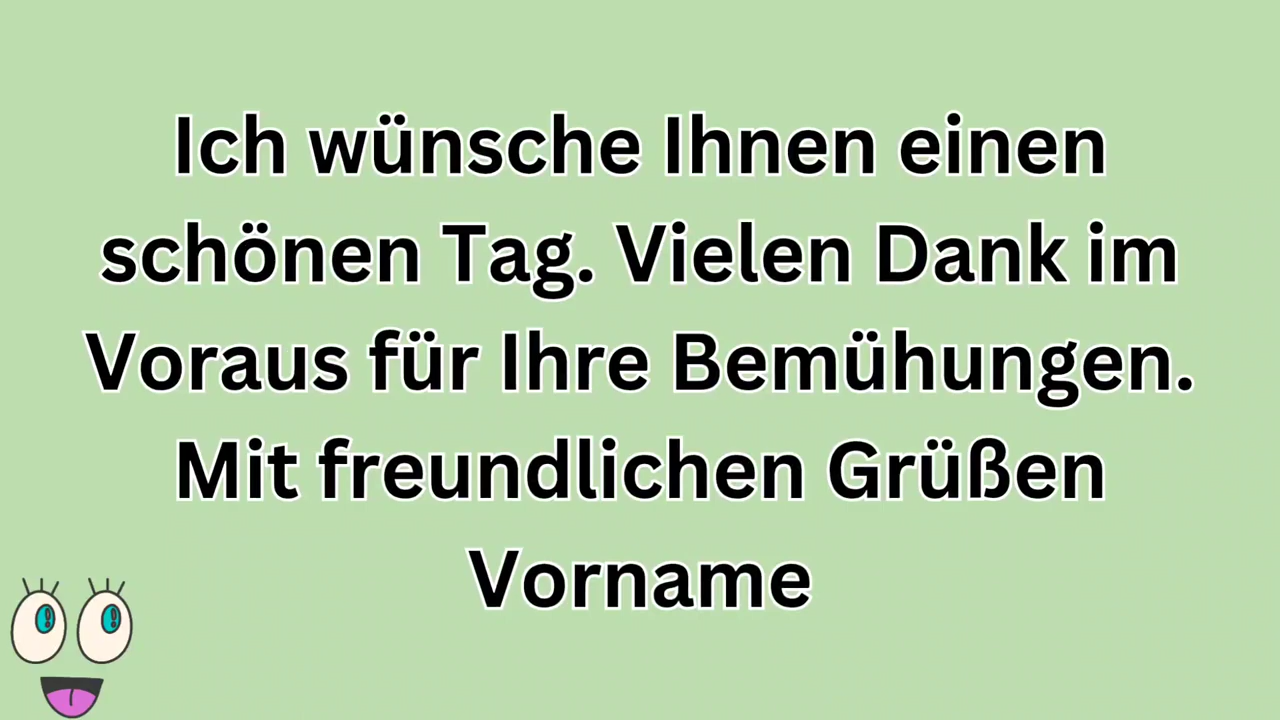 Ich wünsche Ihnen einen
schönen Tag. Vielen Dank im
Voraus für Ihre Bemühungen.
Mit freundlichen Grüßen
Vorname